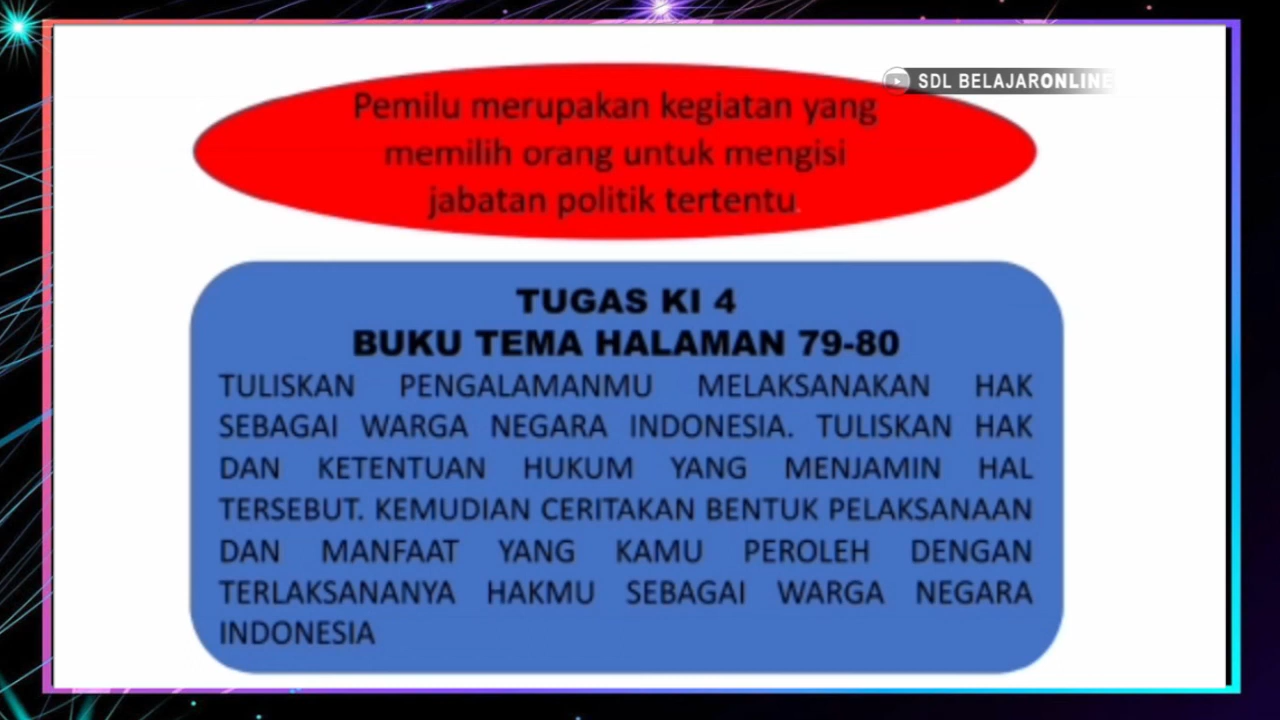 SDL BELAJARONLINE
Pemilu merupakan kegiatan yang
memilih orang untuk mengisi
jabatan politik tertentu.
TUGAS KI 4
BUKU TEMA HALAMAN 79-80
TULISKAN PENGALAMANMU MELAKSANAKAN HAK
SEBAGAI WARGA NEGARA INDONESIA. TULISKAN HAK
DAN KETENTUAN HUKUM YANG MENJAMIN HAL
TERSEBUT. KEMUDIAN CERITAKAN BENTUK PELAKSANAAN
DAN MANFAAT YANG KAMU PEROLEH DENGAN
TERLAKSANANYA HAKMU SEBAGAI WARGA NEGARA
INDONESIA